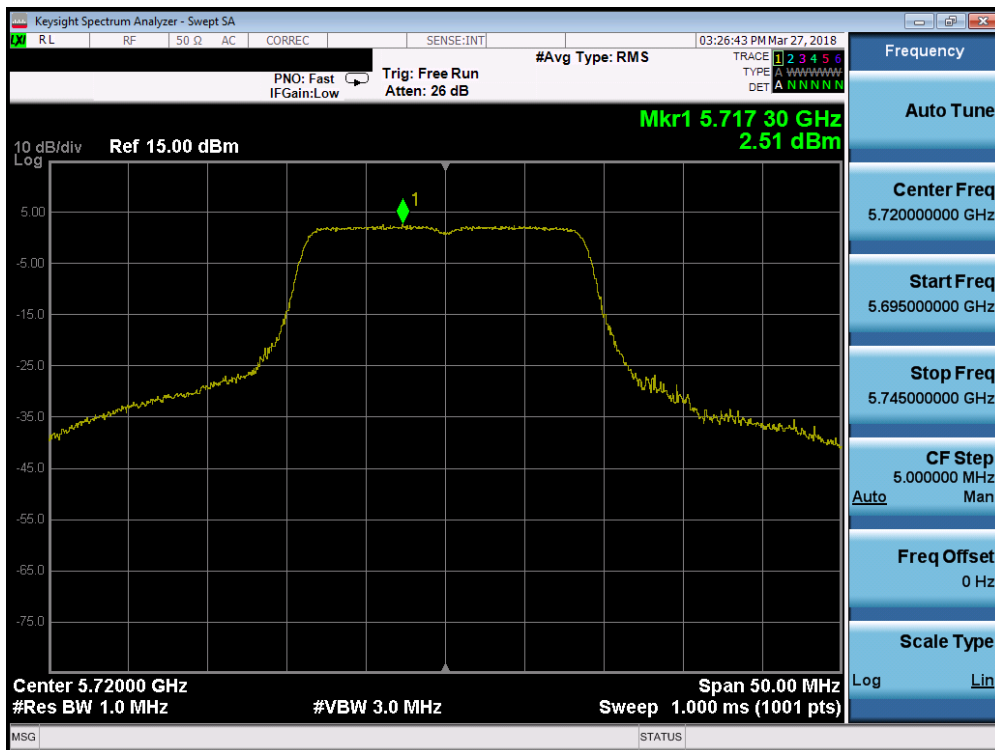 Keysight Spectrum Analyzer - Swept SA
LXI RL RF 50 Ω AC CORREC SENSE:INT 03:26:43 PM Mar 27, 2018
#Avg Type: RMS
TRACE 1 2 3 4 5 6
TYPE A WWWWW
DET A N N N N N
PNO: Fast
IFGain:Low
Trig: Free Run
Atten: 26 dB
Mkr1 5.717 30 GHz
2.51 dBm
10 dB/div
Log
Ref 15.00 dBm
1
5.00
-5.00
-15.0
-25.0
-35.0
-45.0
-55.0
-65.0
-75.0
Center 5.72000 GHz
Span 50.00 MHz
#Res BW 1.0 MHz
#VBW 3.0 MHz
Sweep 1.000 ms (1001 pts)
MSG
STATUS
Frequency
Auto Tune
Center Freq
5.720000000 GHz
Start Freq
5.695000000 GHz
Stop Freq
5.745000000 GHz
CF Step
5.000000 MHz
Auto Man
Freq Offset
0 Hz
Scale Type
Log Lin